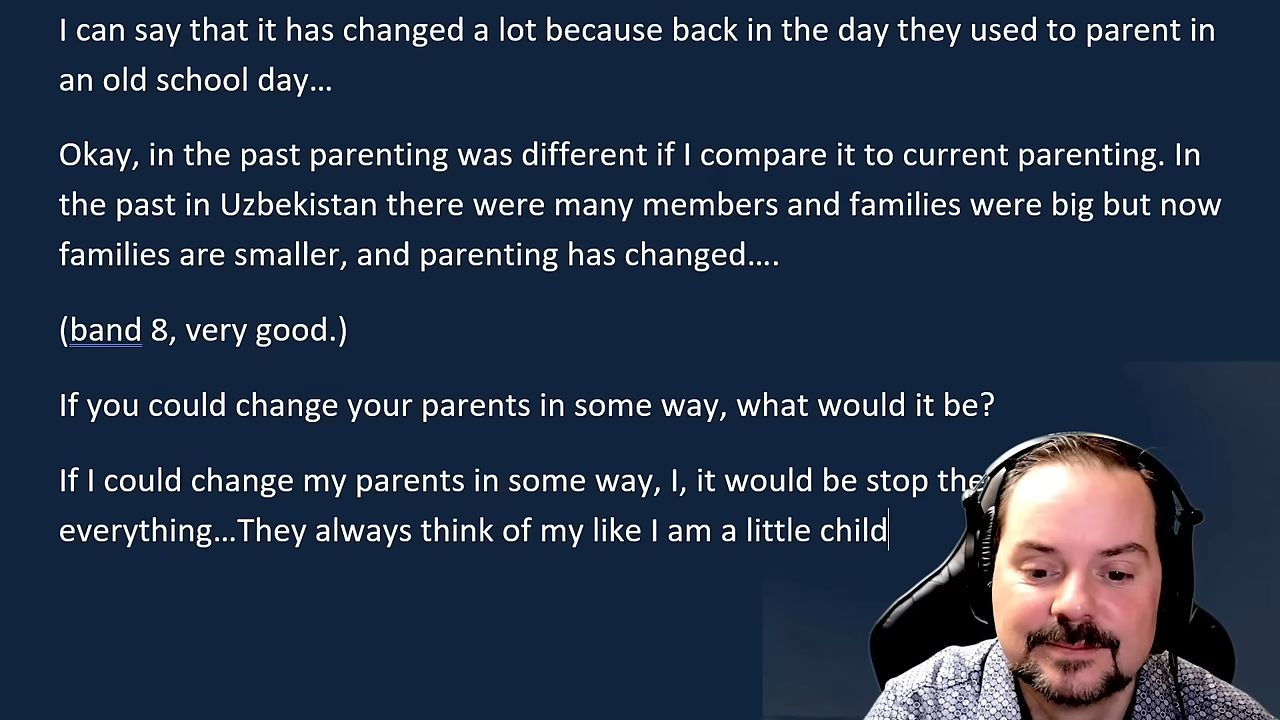 I can say that it has changed a lot because back in the day they used to parent in
an old school day…
Okay, in the past parenting was different if I compare it to current parenting. In
the past in Uzbekistan there were many members and families were big but now
families are smaller, and parenting has changed….
(band 8, very good.)
If you could change your parents in some way, what would it be?
If I could change my parents in some way, I, it would be stop
everything…They always think of my like I am a little child